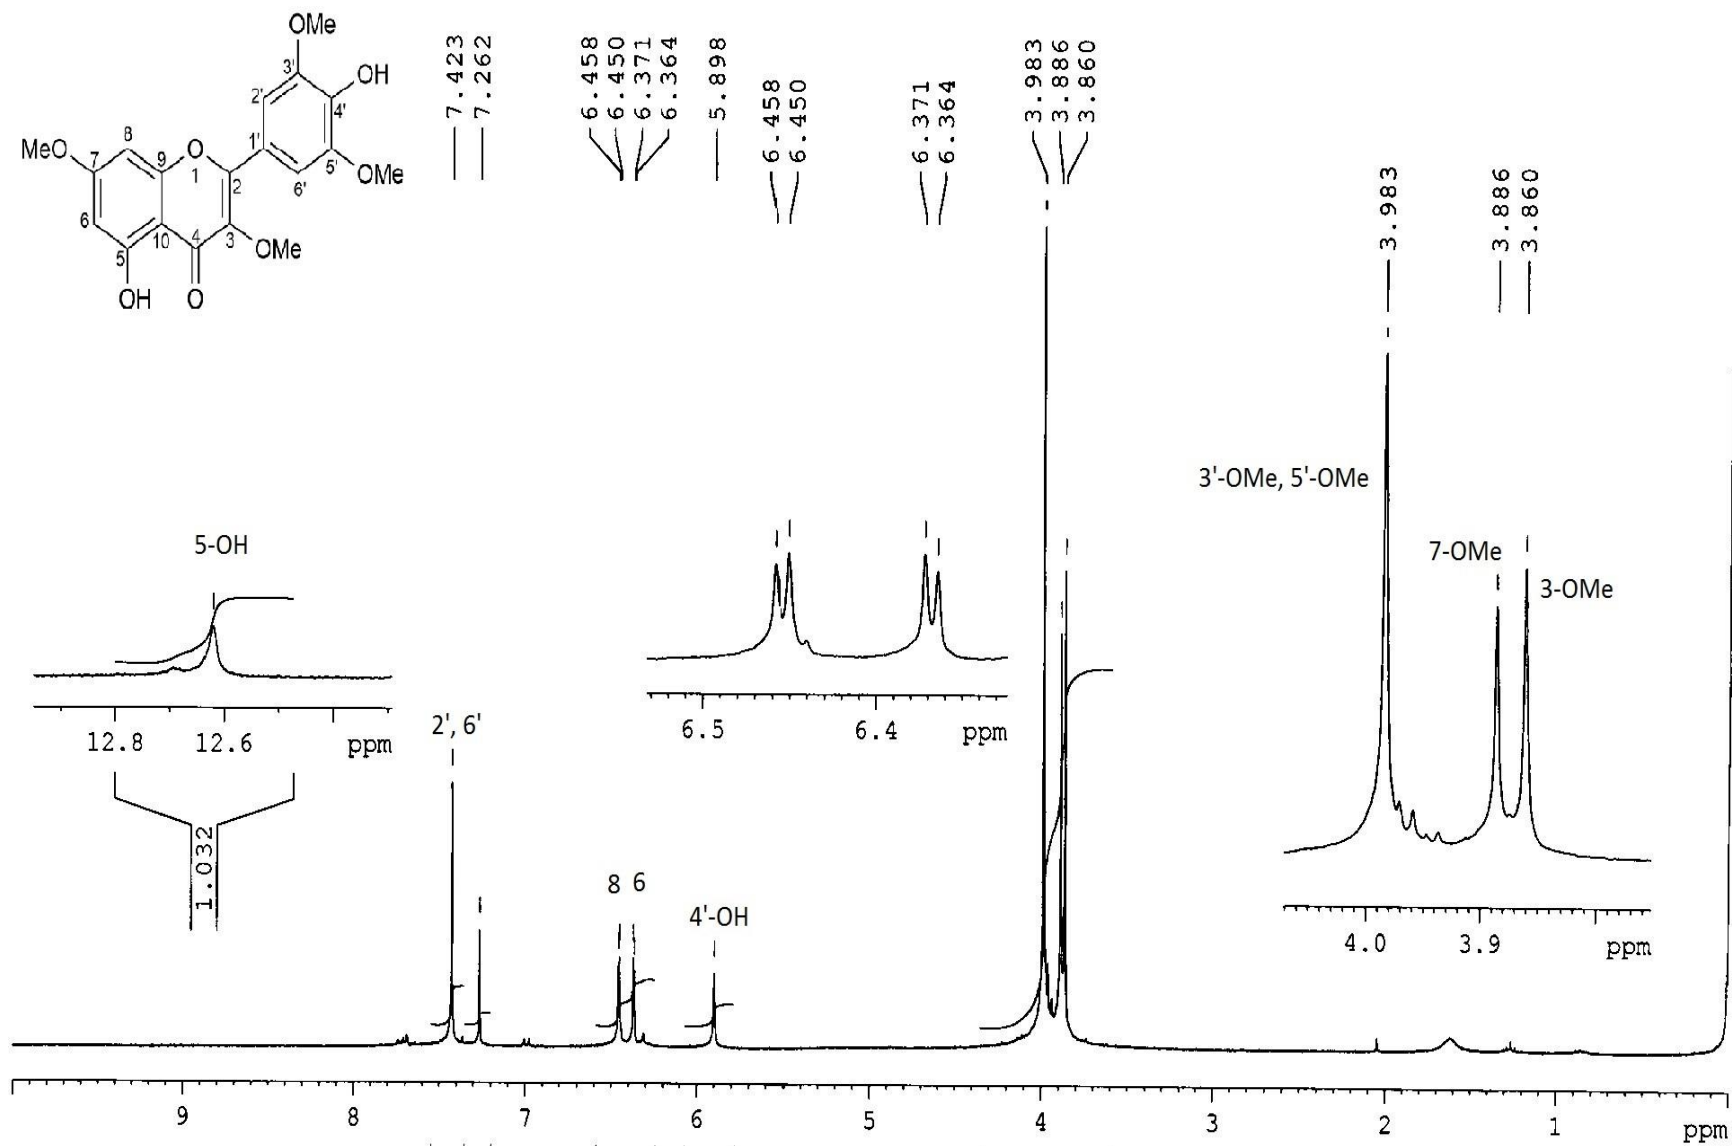 OMe
3'
OH
2'
4'
1'
5'
OMe
6'
8
MeO
7
9
O
1
2
6
10
4
3
OMe
5
OH
O
7.423
7.262
6.458
6.450
6.371
6.364
5.898
6.458
6.450
6.371
6.364
3.983
3.886
3.860
3.983
3.886
3.860
3'-OMe, 5'-OMe
7-OMe
3-OMe
5-OH
12.8 12.6 ppm
1.032
6.5 6.4 ppm
4.0 3.9 ppm
2',6'
8 6
4'-OH
9 8 7 6 5 4 3 2 1 ppm